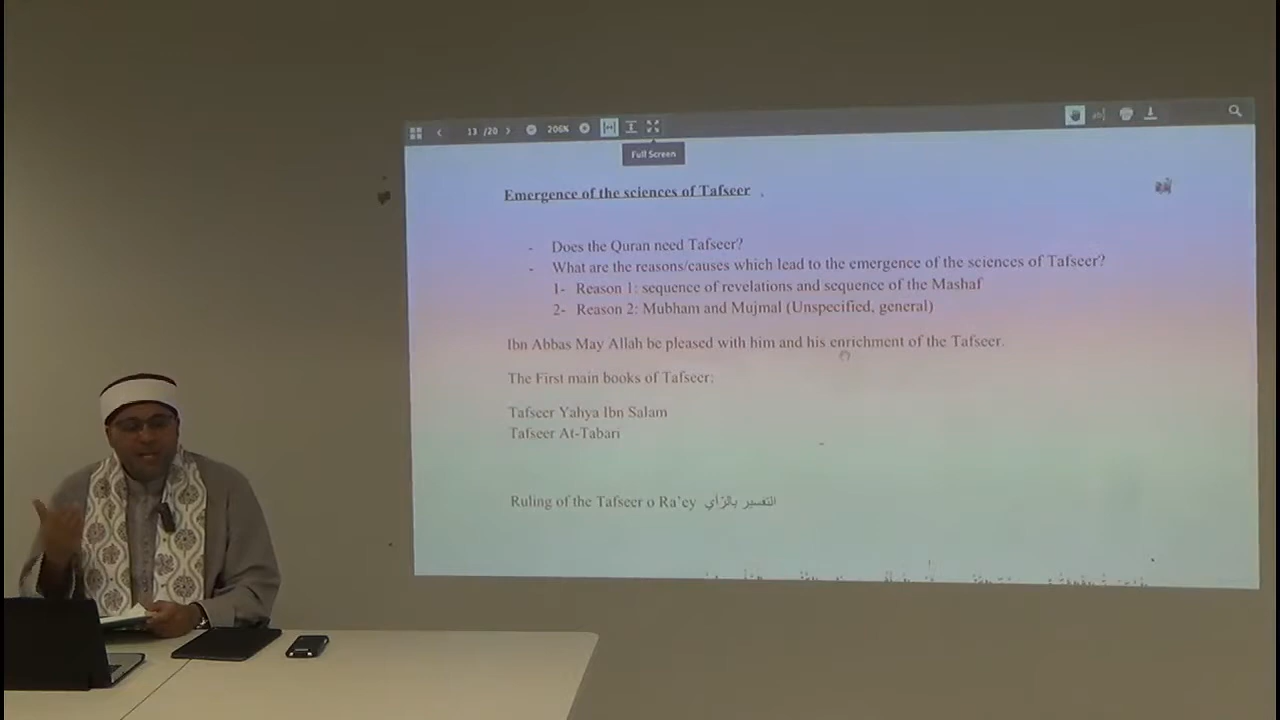 13 /20
206%
Full Screen
Emergence of the sciences of Tafseer .
- Does the Quran need Tafseer?
- What are the reasons/causes which lead to the emergence of the sciences of Tafseer?
1- Reason 1: sequence of revelations and sequence of the Mashaf
2- Reason 2: Mubham and Mujmal (Unspecified, general)
Ibn Abbas May Allah be pleased with him and his enrichment of the Tafseer.
The First main books of Tafseer:
Tafseer Yahya Ibn Salam
Tafseer At-Tabari
Ruling of the Tafseer o Ra’ey التفسير بالرّأي